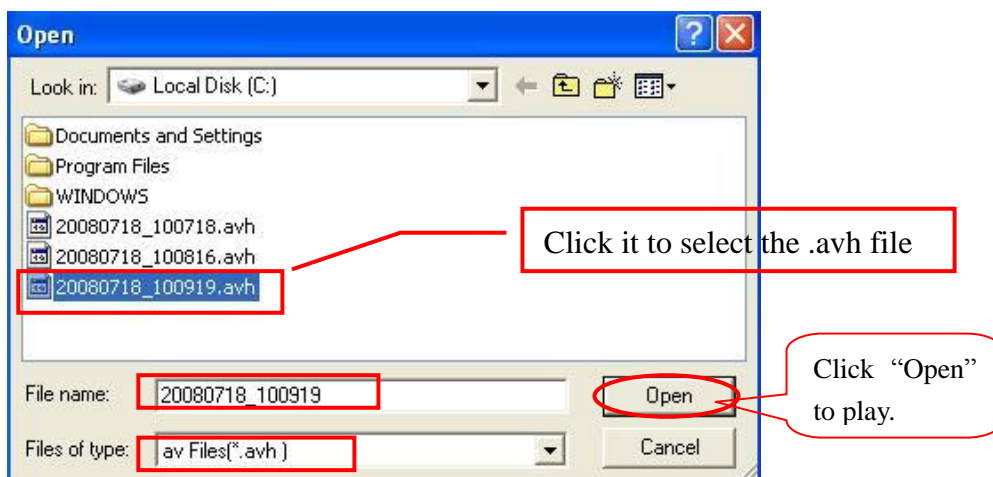 Open
Look in: Local Disk (C:)
Documents and Settings
Program Files
WINDOWS
20080718_100718.avh
20080718_100816.avh
20080718_100919.avh
Click it to select the .avh file
File name: 20080718_100919 Open
Click “Open”
to play.
Files of type: av Files(*.avh ) Cancel